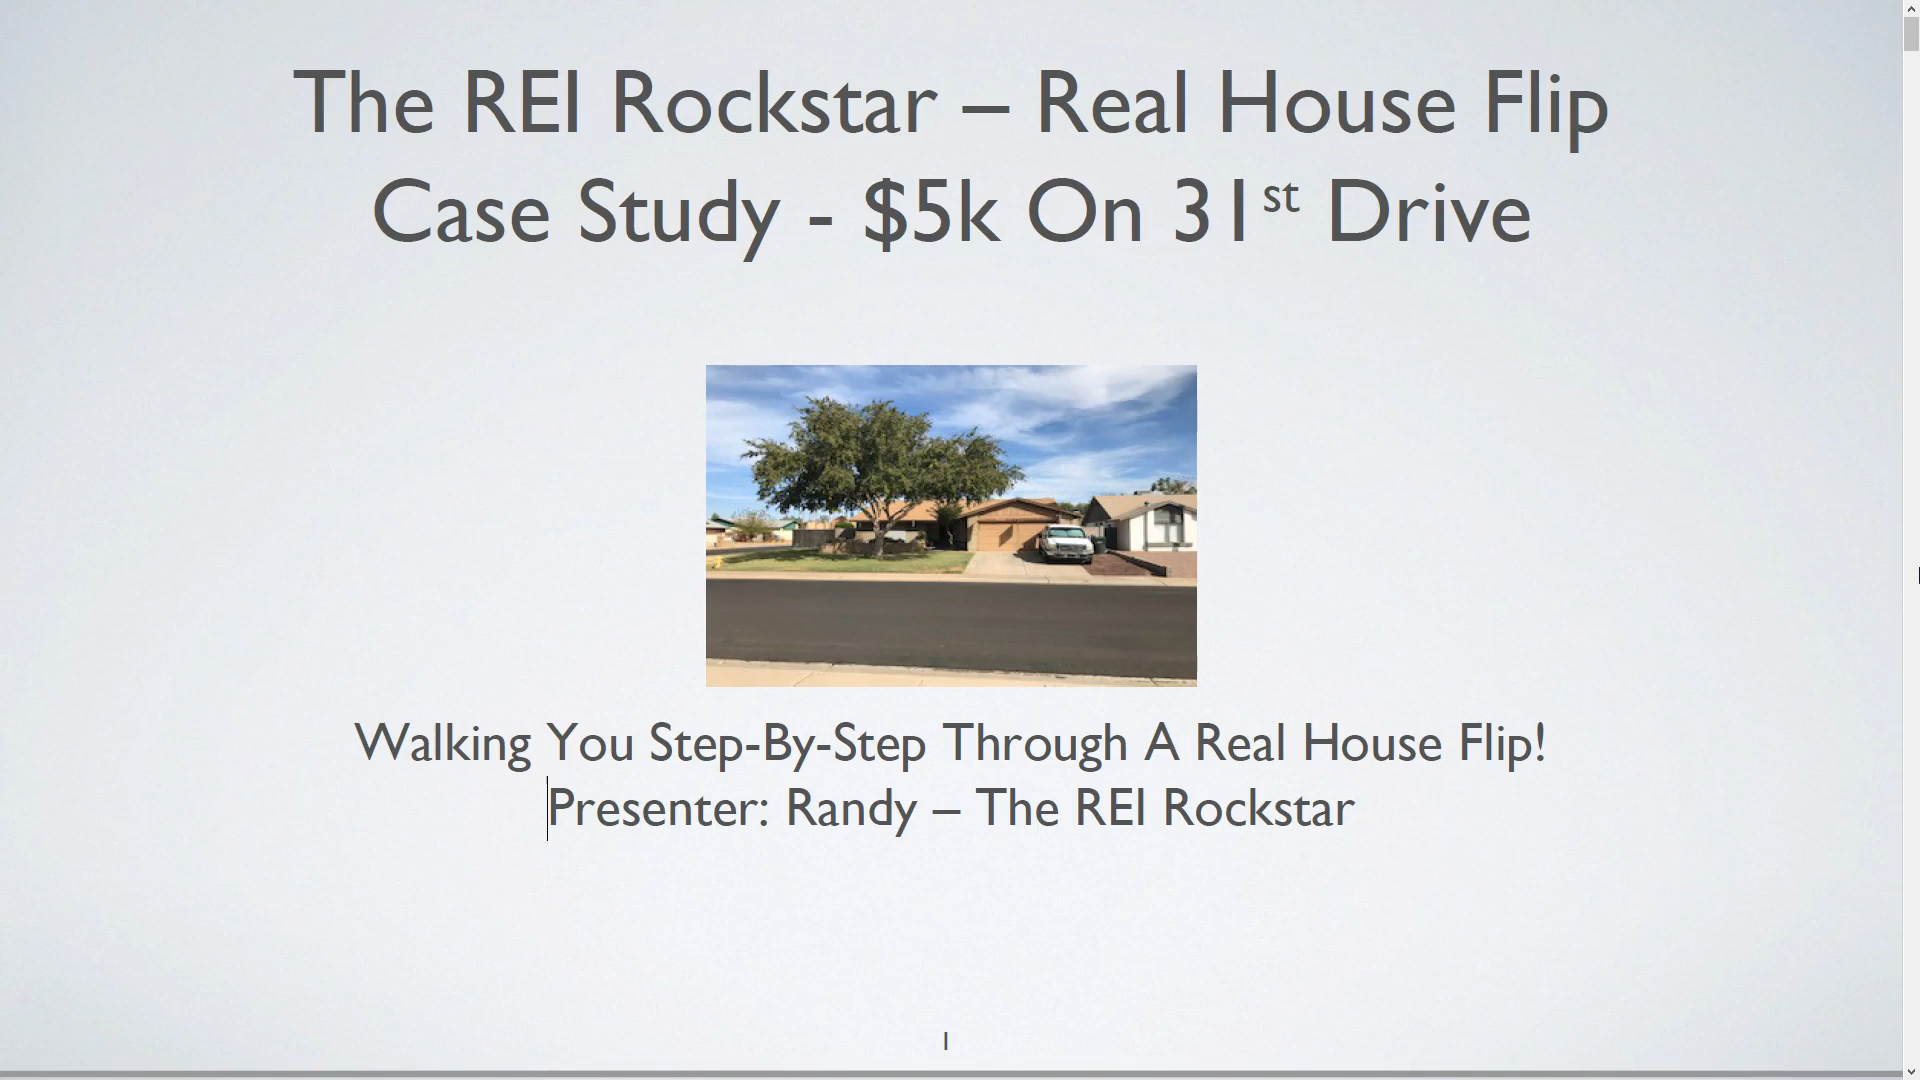 The REI Rockstar – Real House Flip
Case Study - $5k On 31st Drive
Walking You Step-By-Step Through A Real House Flip!
Presenter: Randy – The REI Rockstar
1